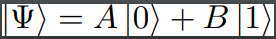 |Ψ⟩ = A |0⟩ + B |1⟩